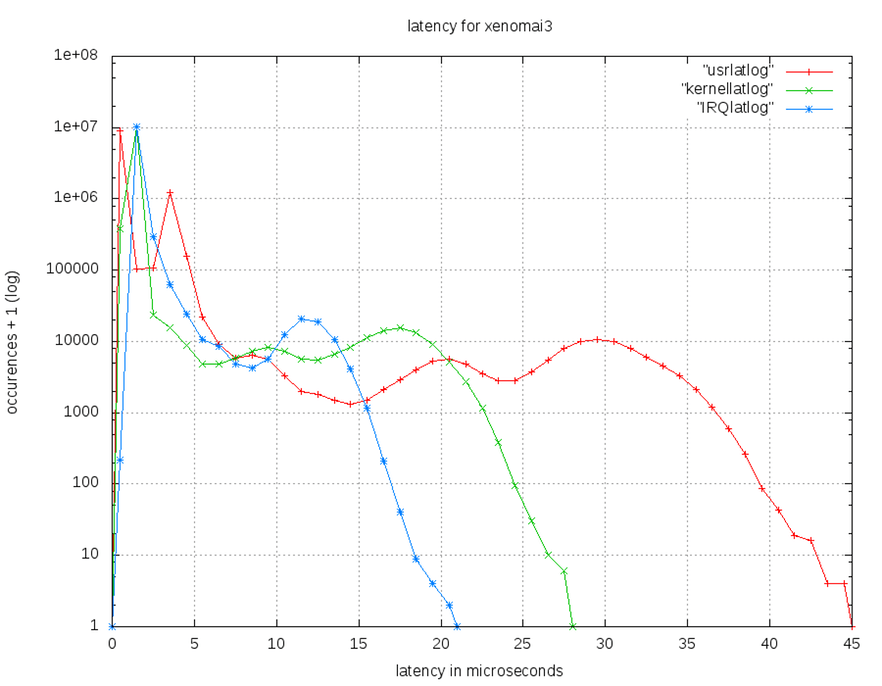 latency for xenomai3
1e+08
1e+07
1e+06
100000
10000
1000
100
10
1
occurences + 1 (log)
"usrlatlog"
"kernellatlog"
"IRQlatlog"
0 5 10 15 20 25 30 35 40 45
latency in microseconds